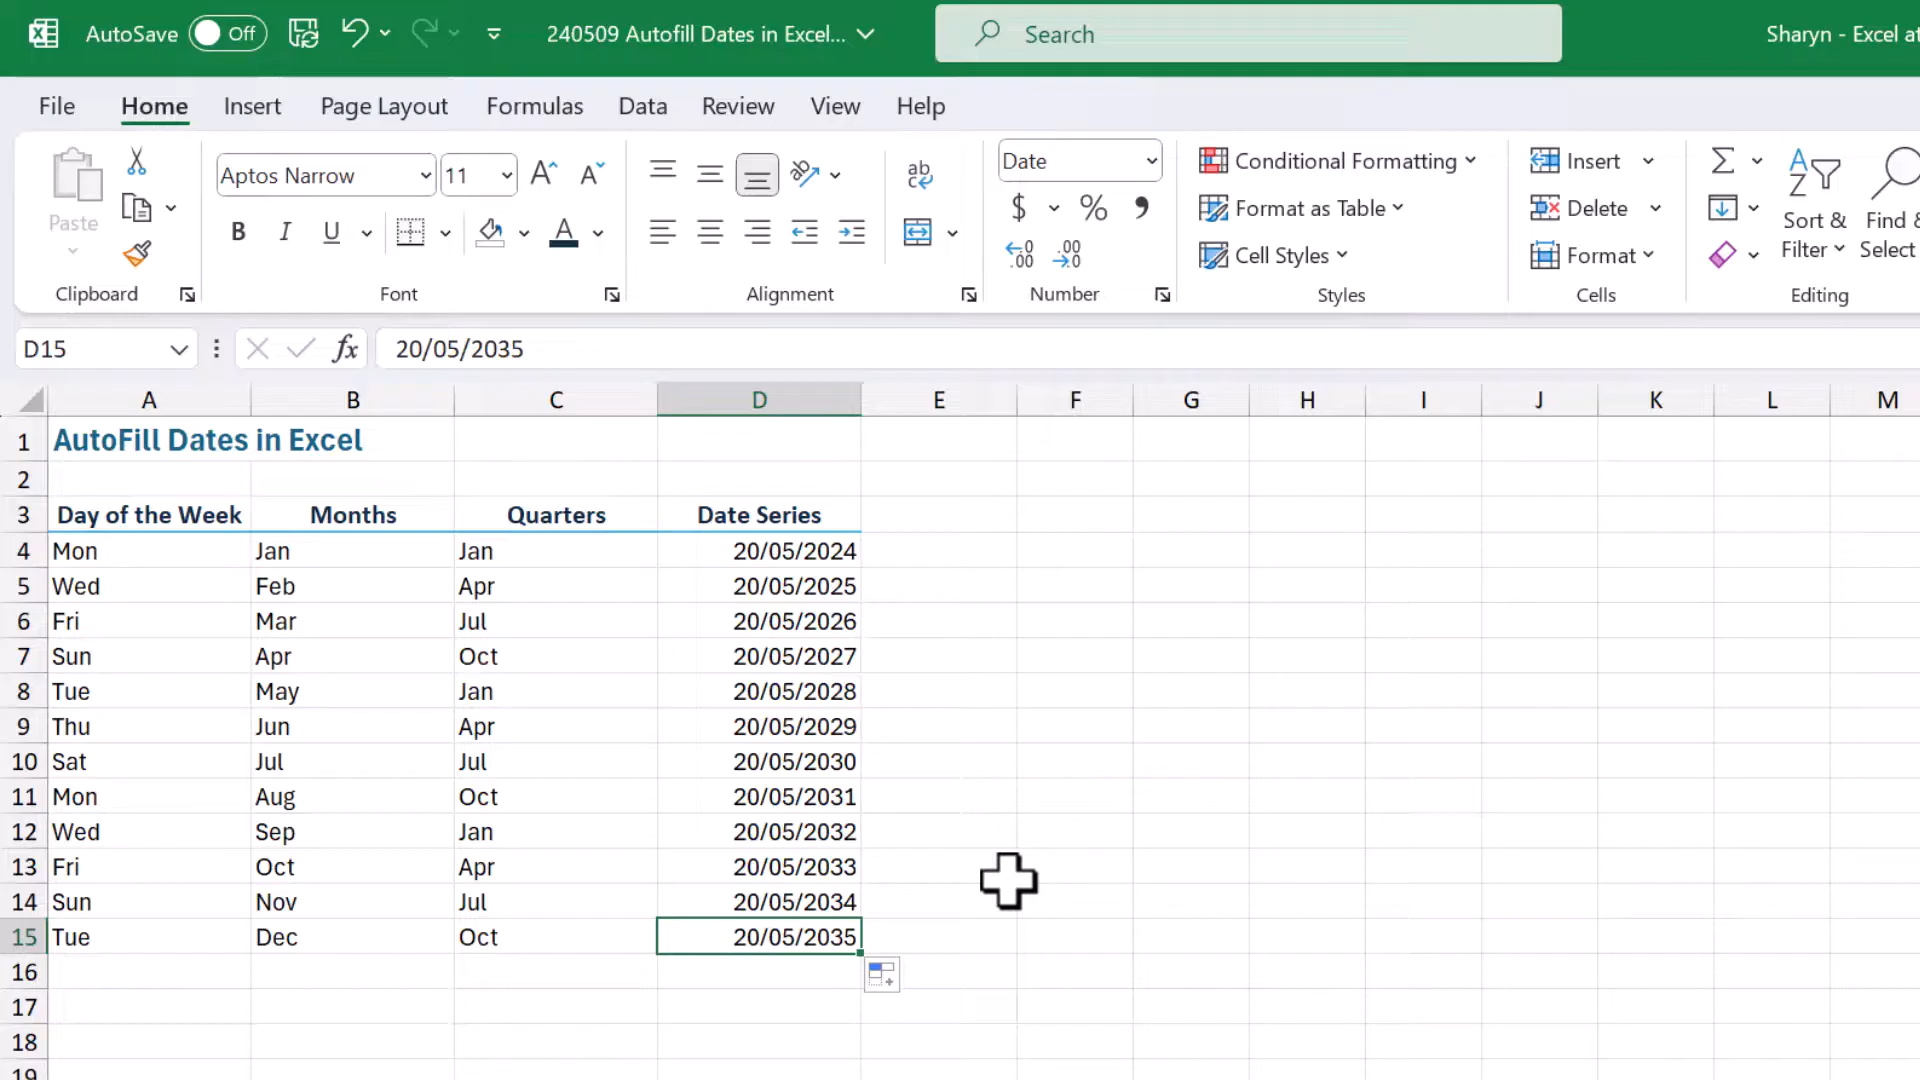 AutoSave Off 240509 Autofill Dates in Excel... Search Sharyn - Excel at
File Home Insert Page Layout Formulas Data Review View Help
Paste
Clipboard
Aptos Narrow 11
B I U A
Font
ab
Alignment
Date
$ % ,
Number
Conditional Formatting
Format as Table
Cell Styles
Styles
Insert
Delete
Format
Cells
Sort &
Filter
Find &
Select
Editing
D15 fx 20/05/2035
A B C D E F G H I J K L M
1 AutoFill Dates in Excel
2
3 Day of the Week Months Quarters Date Series
4 Mon Jan Jan 20/05/2024
5 Wed Feb Apr 20/05/2025
6 Fri Mar Jul 20/05/2026
7 Sun Apr Oct 20/05/2027
8 Tue May Jan 20/05/2028
9 Thu Jun Apr 20/05/2029
10 Sat Jul Jul 20/05/2030
11 Mon Aug Oct 20/05/2031
12 Wed Sep Jan 20/05/2032
13 Fri Oct Apr 20/05/2033
14 Sun Nov Jul 20/05/2034
15 Tue Dec Oct 20/05/2035
16
17
18
19